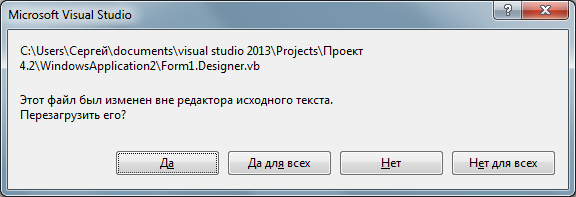 Microsoft Visual Studio
C:\Users\Сергей\documents\visual studio 2013\Projects\Проект
4.2\WindowsApplication2\Form1.Designer.vb
Этот файл был изменен вне редактора исходного текста.
Перезагрузить его?
Да
Да для всех
Нет
Нет для всех